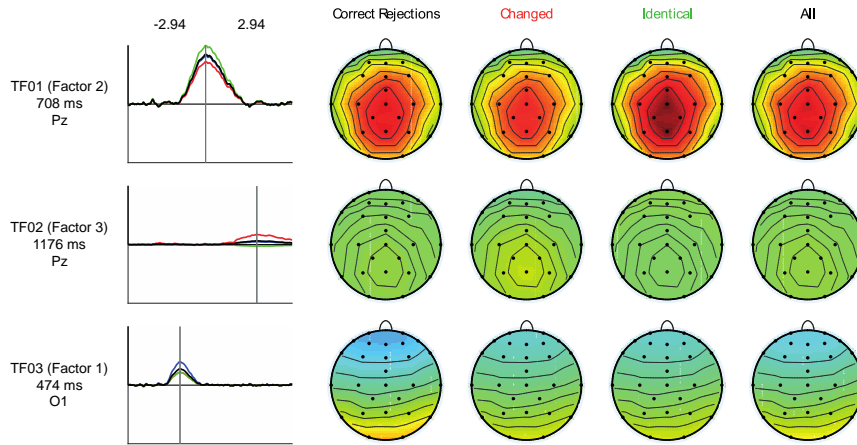 -2.94 2.94 Correct Rejections Changed Identical All
TF01 (Factor 2)
708 ms
Pz
TF02 (Factor 3)
1176 ms
Pz
TF03 (Factor 1)
474 ms
O1